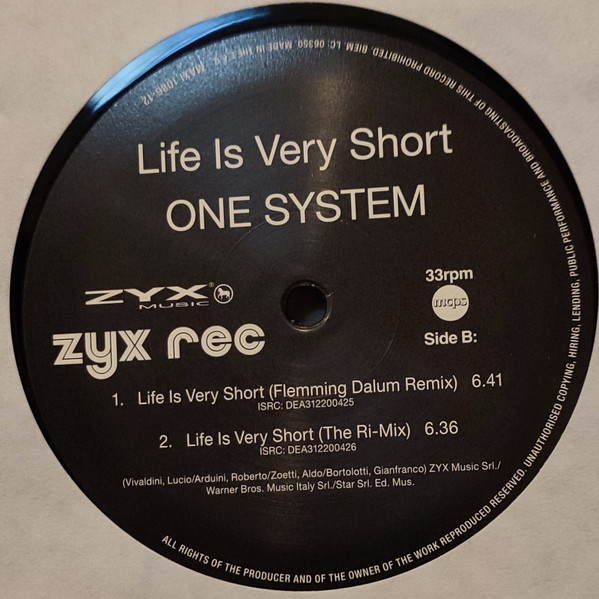 Life Is Very Short
ONE SYSTEM
ZYX®
MUSIC
zyx rec
33rpm
mcps
Side B:
1. Life Is Very Short (Flemming Dalum Remix) 6.41
ISRC: DEA312200425
2. Life Is Very Short (The Ri-Mix) 6.36
ISRC: DEA312200426
(Vivaldini, Lucio/Arduini, Roberto/Zoetti, Aldo/Bortolotti, Gianfranco) ZYX Music Srl./
Warner Bros. Music Italy Srl./Star Srl. Ed. Mus.
ALL RIGHTS OF THE PRODUCER AND OF THE OWNER OF THE WORK REPRODUCED RESERVED. UNAUTHORISED COPYING, HIRING, LENDING, PUBLIC PERFORMANCE AND BROADCASTING OF THIS RECORD PROHIBITED. BIEM. LC. 06350. MADE IN THE E.E.C. MAXI 1086-12